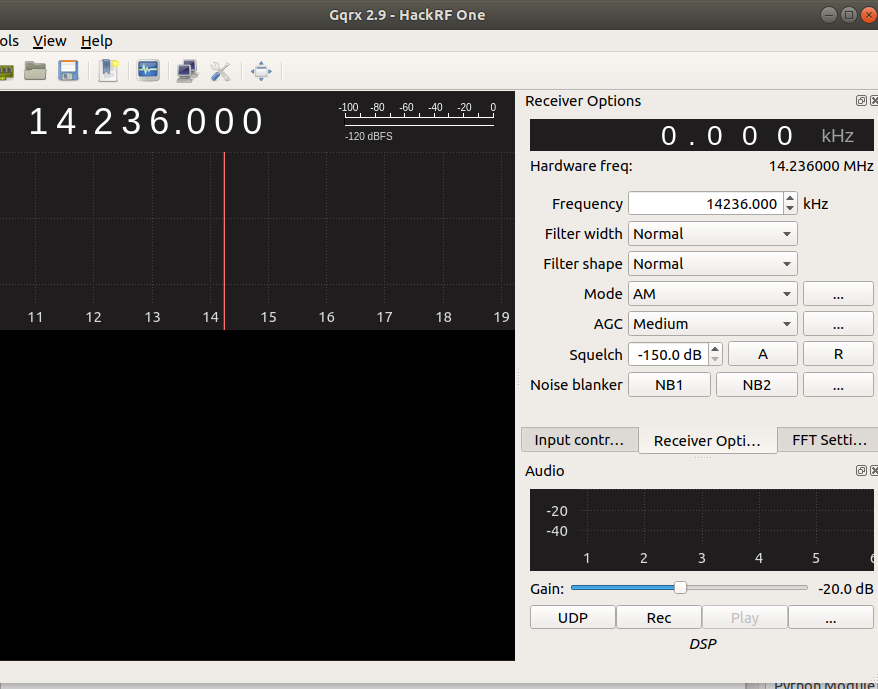 Gqrx 2.9 - HackRF One
ols View Help
14.236.000
-100 -80 -60 -40 -20 0
-120 dBFS
11 12 13 14 15 16 17 18 19
Receiver Options
0.000 kHz
Hardware freq: 14.236000 MHz
Frequency 14236.000 kHz
Filter width Normal
Filter shape Normal
Mode AM ...
AGC Medium ...
Squelch -150.0 dB A R
Noise blanker NB1 NB2 ...
Input contr... Receiver Opti... FFT Setti...
Audio
-20
-40
1 2 3 4 5 6
Gain: -20.0 dB
UDP Rec Play ...
DSP
Python Module